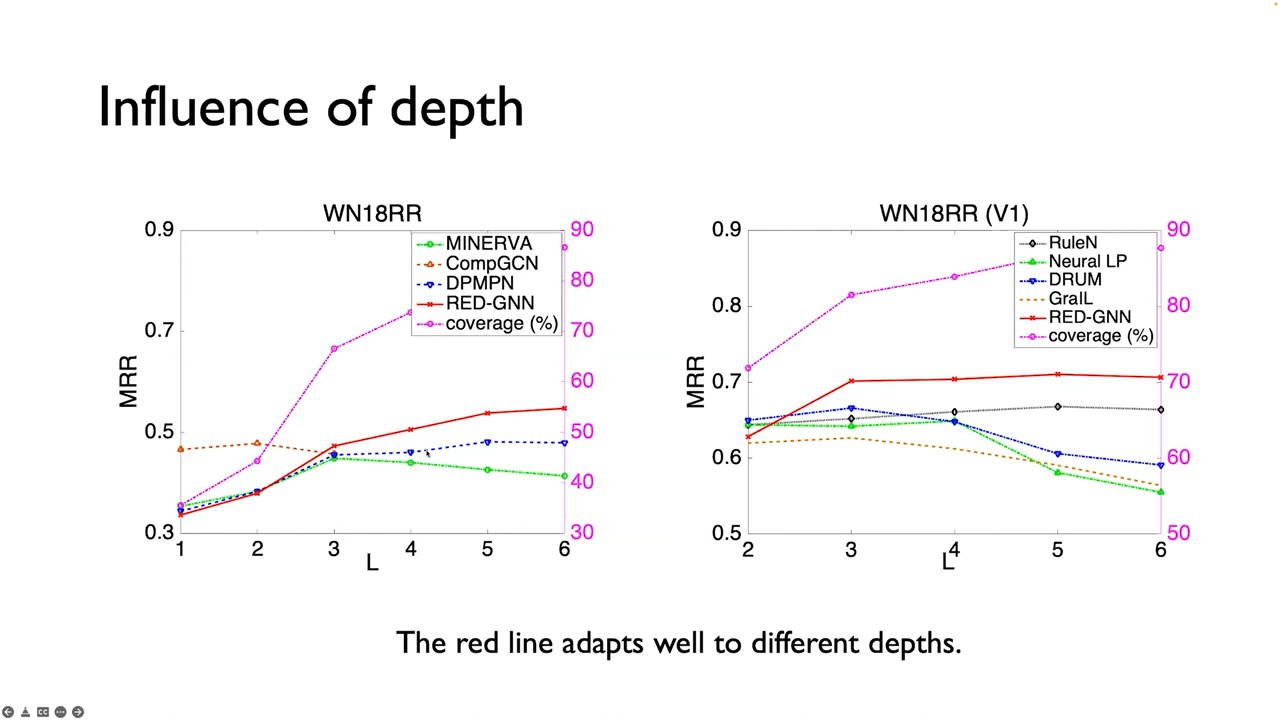 Influence of depth
WN18RR
0.9
0.7
0.5
0.3
MRR
90
80
70
60
50
40
30
MINERVA
CompGCN
DPMPN
RED-GNN
coverage (%)
1 2 3 4 5 6
L
WN18RR (V1)
0.9
0.8
0.7
0.6
0.5
MRR
90
80
70
60
50
RuleN
Neural LP
DRUM
GraIL
RED-GNN
coverage (%)
2 3 4 5 6
L
The red line adapts well to different depths.
CC